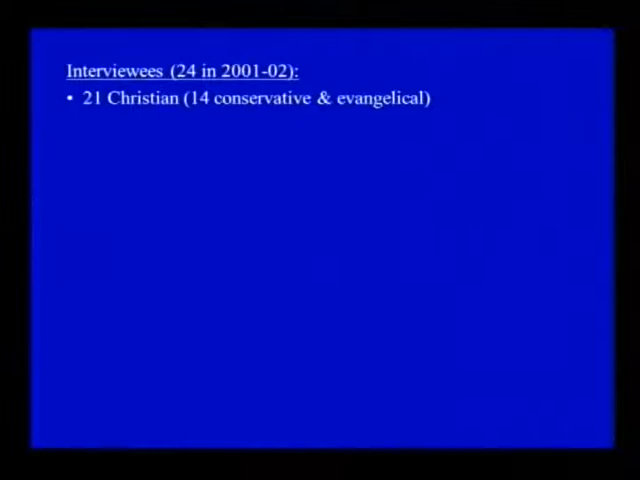 Interviewees (24 in 2001-02):
• 21 Christian (14 conservative & evangelical)